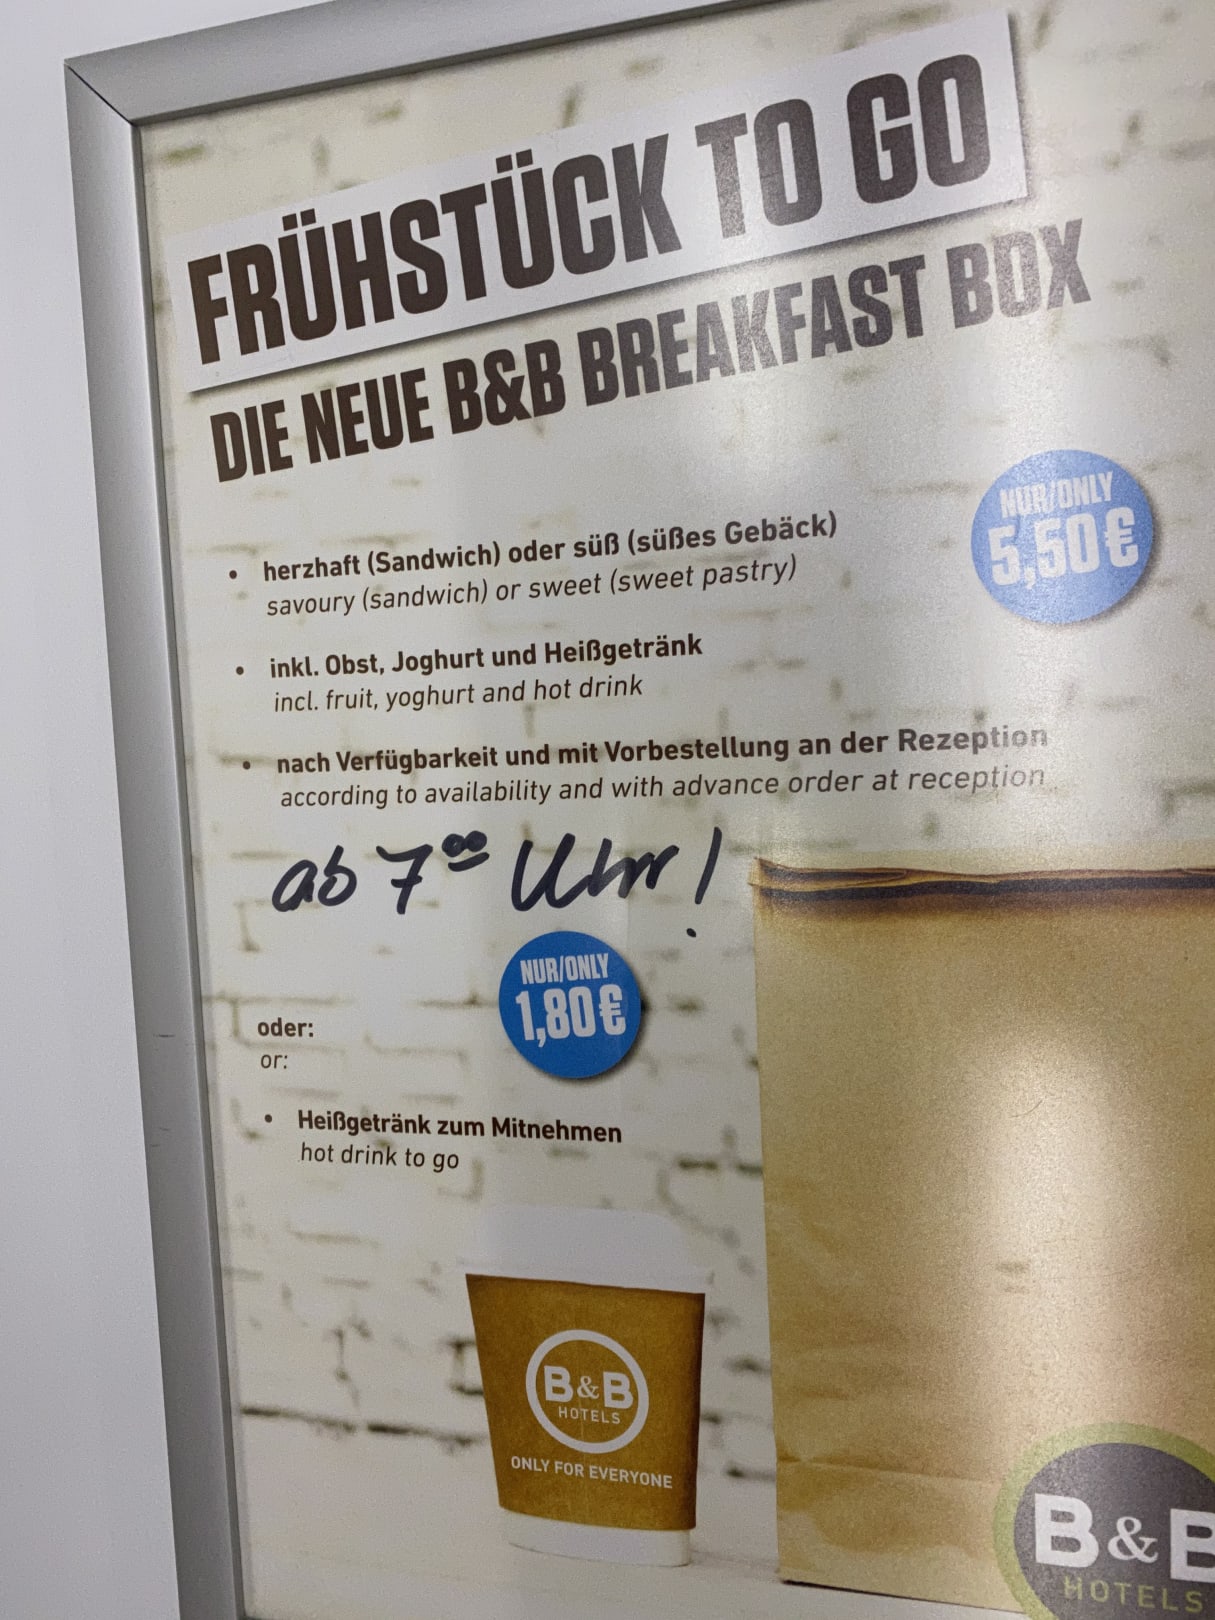 FRÜHSTÜCK TO GO
DIE NEUE B&B BREAKFAST BOX
NUR/ONLY
5,50€
• herzhaft (Sandwich) oder süß (süßes Gebäck)
savoury (sandwich) or sweet (sweet pastry)
• inkl. Obst, Joghurt und Heißgetränk
incl. fruit, yoghurt and hot drink
• nach Verfügbarkeit und mit Vorbestellung an der Rezeption
according to availability and with advance order at reception
ab 7⁰⁰ Uhr!
NUR/ONLY
1,80€
oder:
or:
• Heißgetränk zum Mitnehmen
hot drink to go
B&B
HOTELS
ONLY FOR EVERYONE
B&B
HOTELS